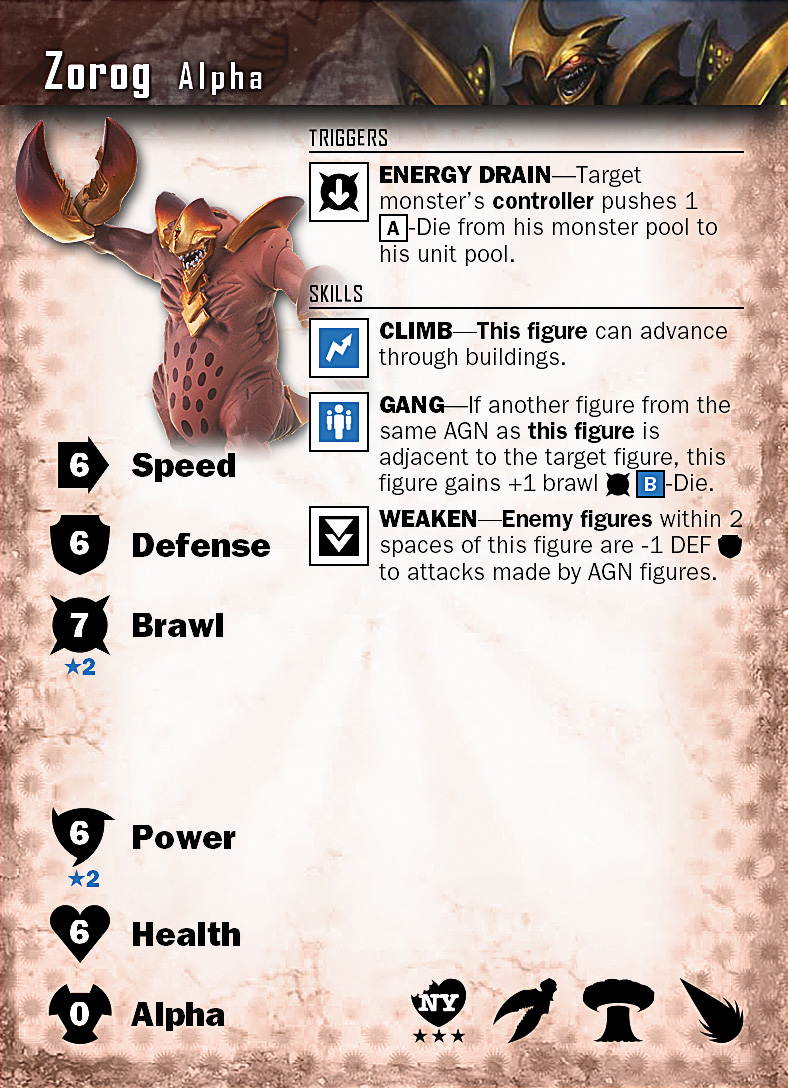 Zorog Alpha
TRIGGERS
ENERGY DRAIN—Target
monster's controller pushes 1
A-Die from his monster pool to
his unit pool.
SKILLS
CLIMB—This figure can advance
through buildings.
GANG—If another figure from the
same AGN as this figure is
adjacent to the target figure, this
figure gains +1 brawl B-Die.
WEAKEN—Enemy figures within 2
spaces of this figure are -1 DEF
to attacks made by AGN figures.
6 Speed
6 Defense
7 Brawl
★2
6 Power
★2
6 Health
0 Alpha
NY
★★★